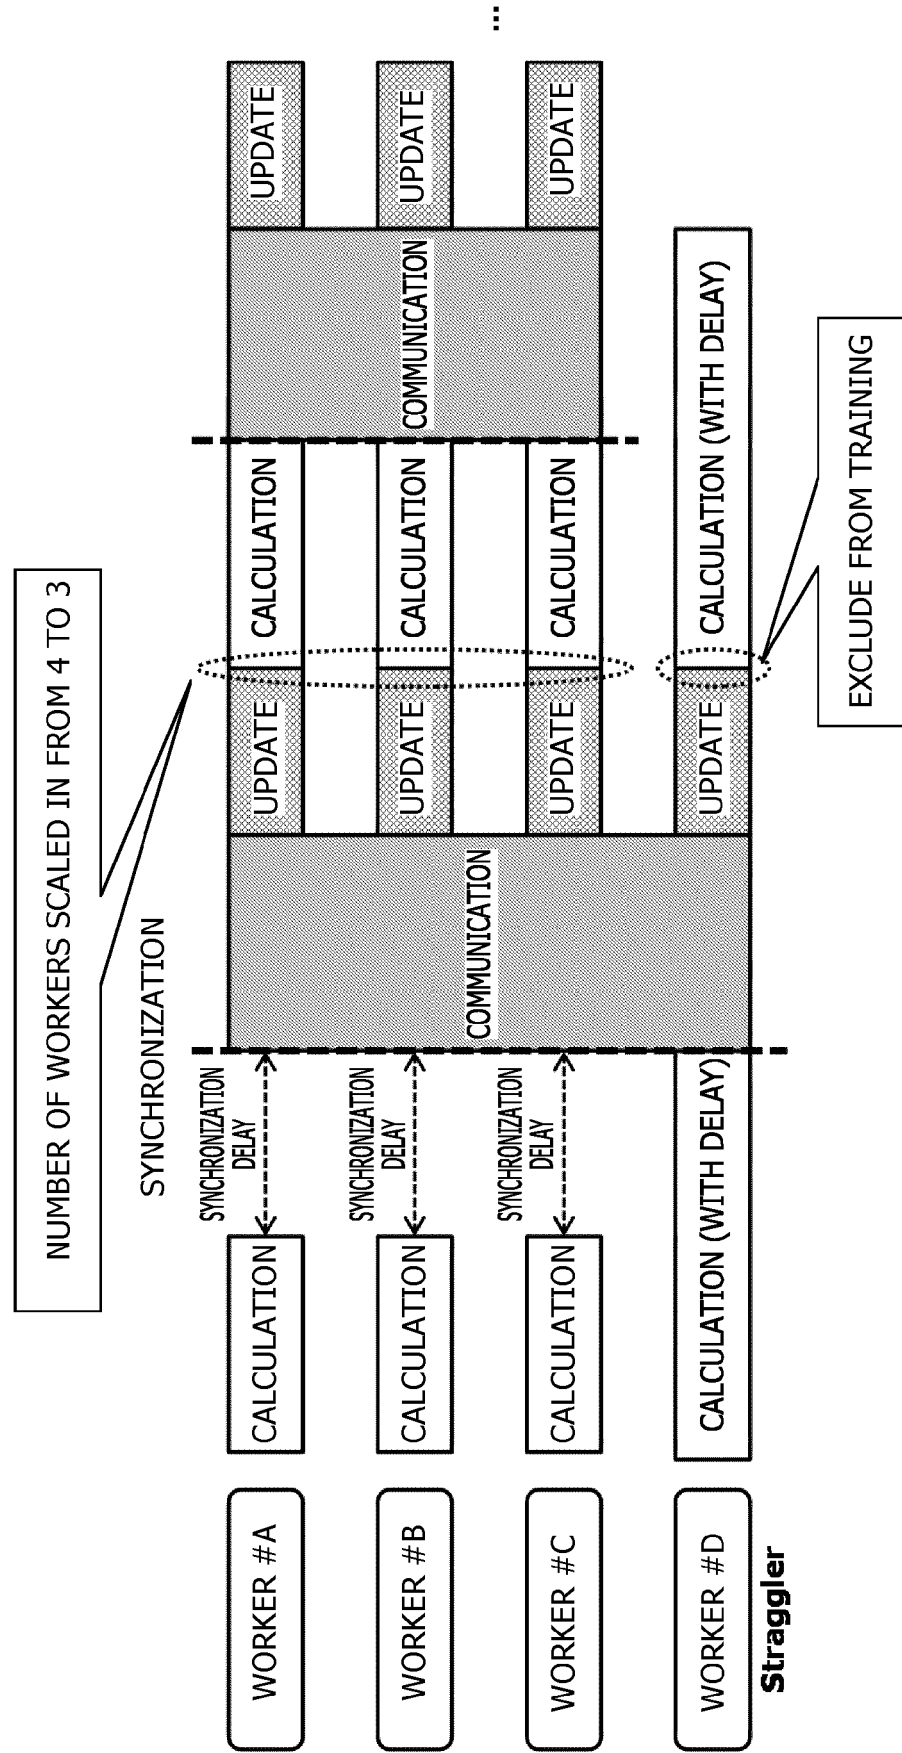 NUMBER OF WORKERS SCALED IN FROM 4 TO 3
SYNCHRONIZATION
WORKER #A
CALCULATION
SYNCHRONIZATION
DELAY
UPDATE
CALCULATION
UPDATE
WORKER #B
CALCULATION
SYNCHRONIZATION
DELAY
COMMUNICATION
UPDATE
CALCULATION
COMMUNICATION
UPDATE
...
WORKER #C
CALCULATION
SYNCHRONIZATION
DELAY
UPDATE
CALCULATION
UPDATE
WORKER #D
CALCULATION (WITH DELAY)
UPDATE
CALCULATION (WITH DELAY)
Straggler
EXCLUDE FROM TRAINING